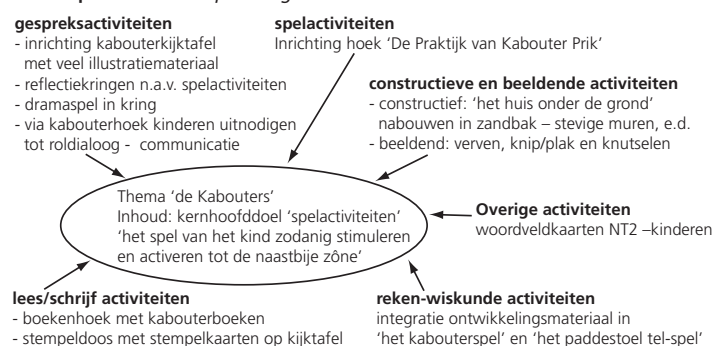 gespreksactiviteiten
- inrichting kabouterkijktafel
met veel illustratiemateriaal
- reflectiekringen n.a.v. spelactiviteiten
- dramaspel in kring
- via kabouterhoek kinderen uitnodigen
tot roldialoog - communicatie
spelactiviteiten
Inrichting hoek ‘De Praktijk van Kabouter Prik’
constructieve en beeldende activiteiten
- constructief: ‘het huis onder de grond’
nabouwen in zandbak – stevige muren, e.d.
- beeldend: verven, knip/plak en knutselen
Thema ‘de Kabouters’
Inhoud: kernhoofddoel ‘spelactiviteiten’
‘het spel van het kind zodanig stimuleren
en activeren tot de naastbije zône’
Overige activiteiten
woordveldkaarten NT2 –kinderen
lees/schrijf activiteiten
- boekenhoek met kabouterboeken
- stempeldoos met stempelkaarten op kijktafel
reken-wiskunde activiteiten
integratie ontwikkelingsmateriaal in
‘het kabouterspel’ en ‘het paddestoel tel-spel’